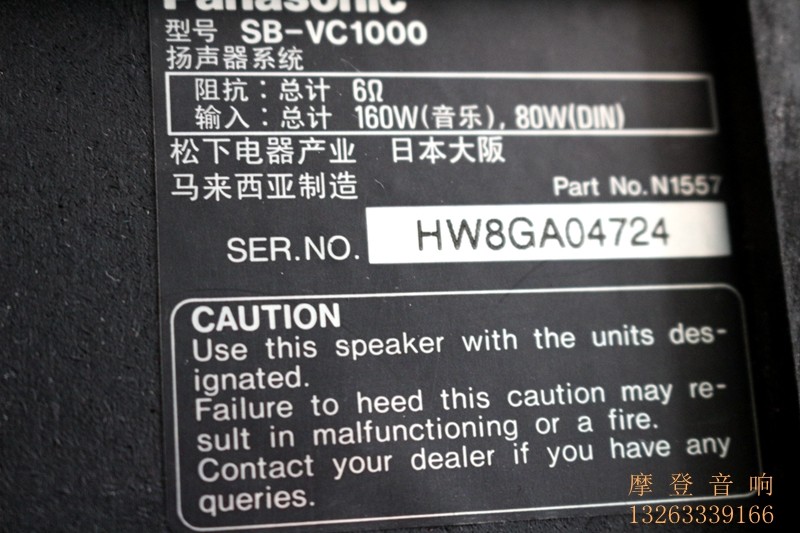 Panasonic
型号 SB-VC1000
扬声器系统
阻抗：总计 6Ω
输入：总计 160W(音乐), 80W(DIN)
松下电器产业 日本大阪
马来西亚制造
Part No. N1557
SER.NO. HW8GA04724
CAUTION
Use this speaker with the units des-
ignated.
Failure to heed this caution may re-
sult in malfunctioning or a fire.
Contact your dealer if you have any
queries.
摩登音响
13263339166